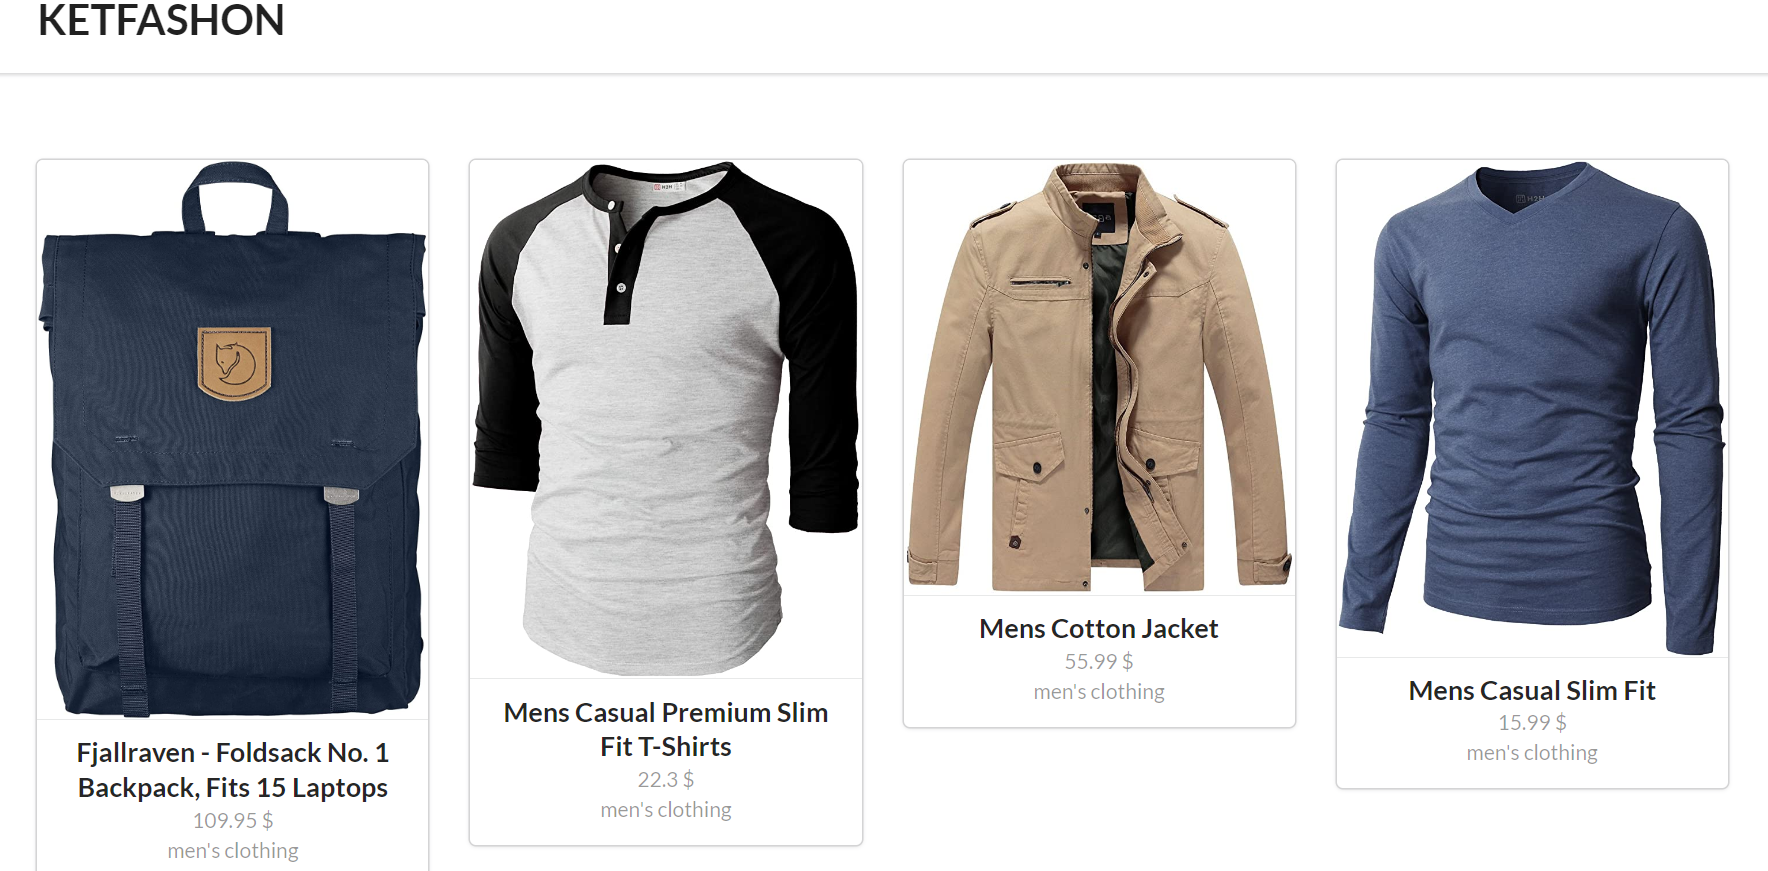 KETFASHON
H2H
H2H
Fjallraven - Foldsack No. 1
Backpack, Fits 15 Laptops
109.95 $
men's clothing
Mens Casual Premium Slim
Fit T-Shirts
22.3 $
men's clothing
Mens Cotton Jacket
55.99 $
men's clothing
Mens Casual Slim Fit
15.99 $
men's clothing